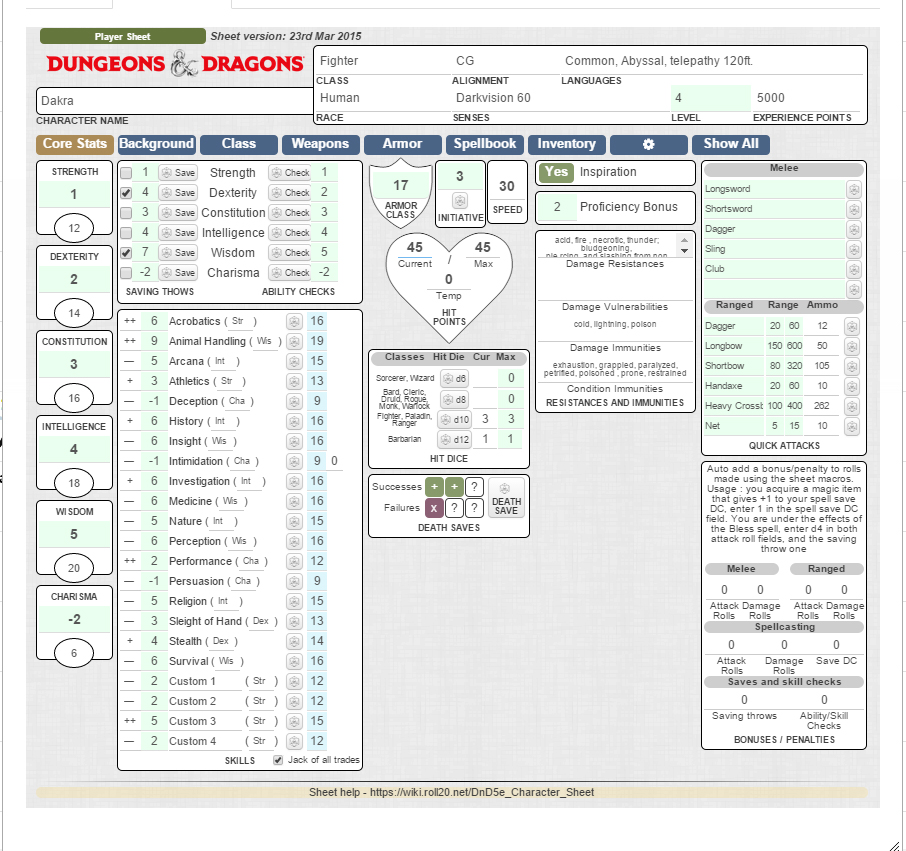 Player Sheet
Sheet version: 23rd Mar 2015
DUNGEONS & DRAGONS
Fighter CG Common, Abyssal, telepathy 120ft.
CLASS ALIGNMENT LANGUAGES
Dakra
Human Darkvision 60 4 5000
CHARACTER NAME
RACE SENSES LEVEL EXPERIENCE POINTS
Core Stats Background Class Weapons Armor Spellbook Inventory Show All
STRENGTH
1
12
DEXTERITY
2
14
CONSTITUTION
3
16
INTELLIGENCE
4
18
WISDOM
5
20
CHARISMA
-2
6
1 Save Strength Check 1
4 Save Dexterity Check 2
3 Save Constitution Check 3
4 Save Intelligence Check 4
7 Save Wisdom Check 5
-2 Save Charisma Check -2
SAVING THOWS ABILITY CHECKS
++ 6 Acrobatics ( Str ) 16
++ 9 Animal Handling ( Wis ) 19
— 5 Arcana ( Int ) 15
+ 3 Athletics ( Str ) 13
— -1 Deception ( Cha ) 9
+ 6 History ( Int ) 16
— 6 Insight ( Wis ) 16
— -1 Intimidation ( Cha ) 9 0
+ 6 Investigation ( Int ) 16
— 6 Medicine ( Wis ) 16
— 5 Nature ( Int ) 15
— 6 Perception ( Wis ) 16
++ 2 Performance ( Cha ) 12
— -1 Persuasion ( Cha ) 9
— 5 Religion ( Int ) 15
— 3 Sleight of Hand ( Dex ) 13
+ 4 Stealth ( Dex ) 14
— 6 Survival ( Wis ) 16
— 2 Custom 1 ( Str ) 12
— 2 Custom 2 ( Str ) 12
++ 5 Custom 3 ( Str ) 15
— 2 Custom 4 ( Str ) 12
SKILLS Jack of all trades
17
ARMOR
CLASS
3
INITIATIVE
30
SPEED
45 / 45
Current Max
0
Temp
HIT
POINTS
Classes Hit Die Cur Max
Sorcerer, Wizard d6 0
Bard, Cleric,
Druid, Rogue,
Monk, Warlock d8 0
Fighter, Paladin,
Ranger d10 3 3
Barbarian d12 1 1
HIT DICE
Successes + + ?
Failures x ? ?
DEATH
SAVE
DEATH SAVES
Yes Inspiration
2 Proficiency Bonus
acid, fire , necrotic, thunder;
bludgeoning,
Damage Resistances
Damage Vulnerabilities
cold, lightning, poison
Damage Immunities
exhaustion, grappled, paralyzed,
petrified, poisoned , prone, restrained
Condition Immunities
RESISTANCES AND IMMUNITIES
Melee
Longsword
Shortsword
Dagger
Sling
Club
Ranged Range Ammo
Dagger 20 60 12
Longbow 150 600 50
Shortbow 80 320 105
Handaxe 20 60 10
Heavy Crossb 100 400 262
Net 5 15 10
QUICK ATTACKS
Auto add a bonus/penalty to rolls
made using the sheet macros.
Usage : you acquire a magic item
that gives +1 to your spell save
DC, enter 1 in the spell save DC
field. You are under the effects of
the Bless spell, enter d4 in both
attack roll fields, and the saving
throw one
Melee Ranged
0 0 0 0
Attack Damage Attack Damage
Rolls Rolls Rolls Rolls
Spellcasting
0 0 0
Attack Damage Save DC
Rolls Rolls
Saves and skill checks
0 0
Saving throws Ability/Skill
Checks
BONUSES / PENALTIES
Sheet help - https://wiki.roll20.net/DnD5e_Character_Sheet